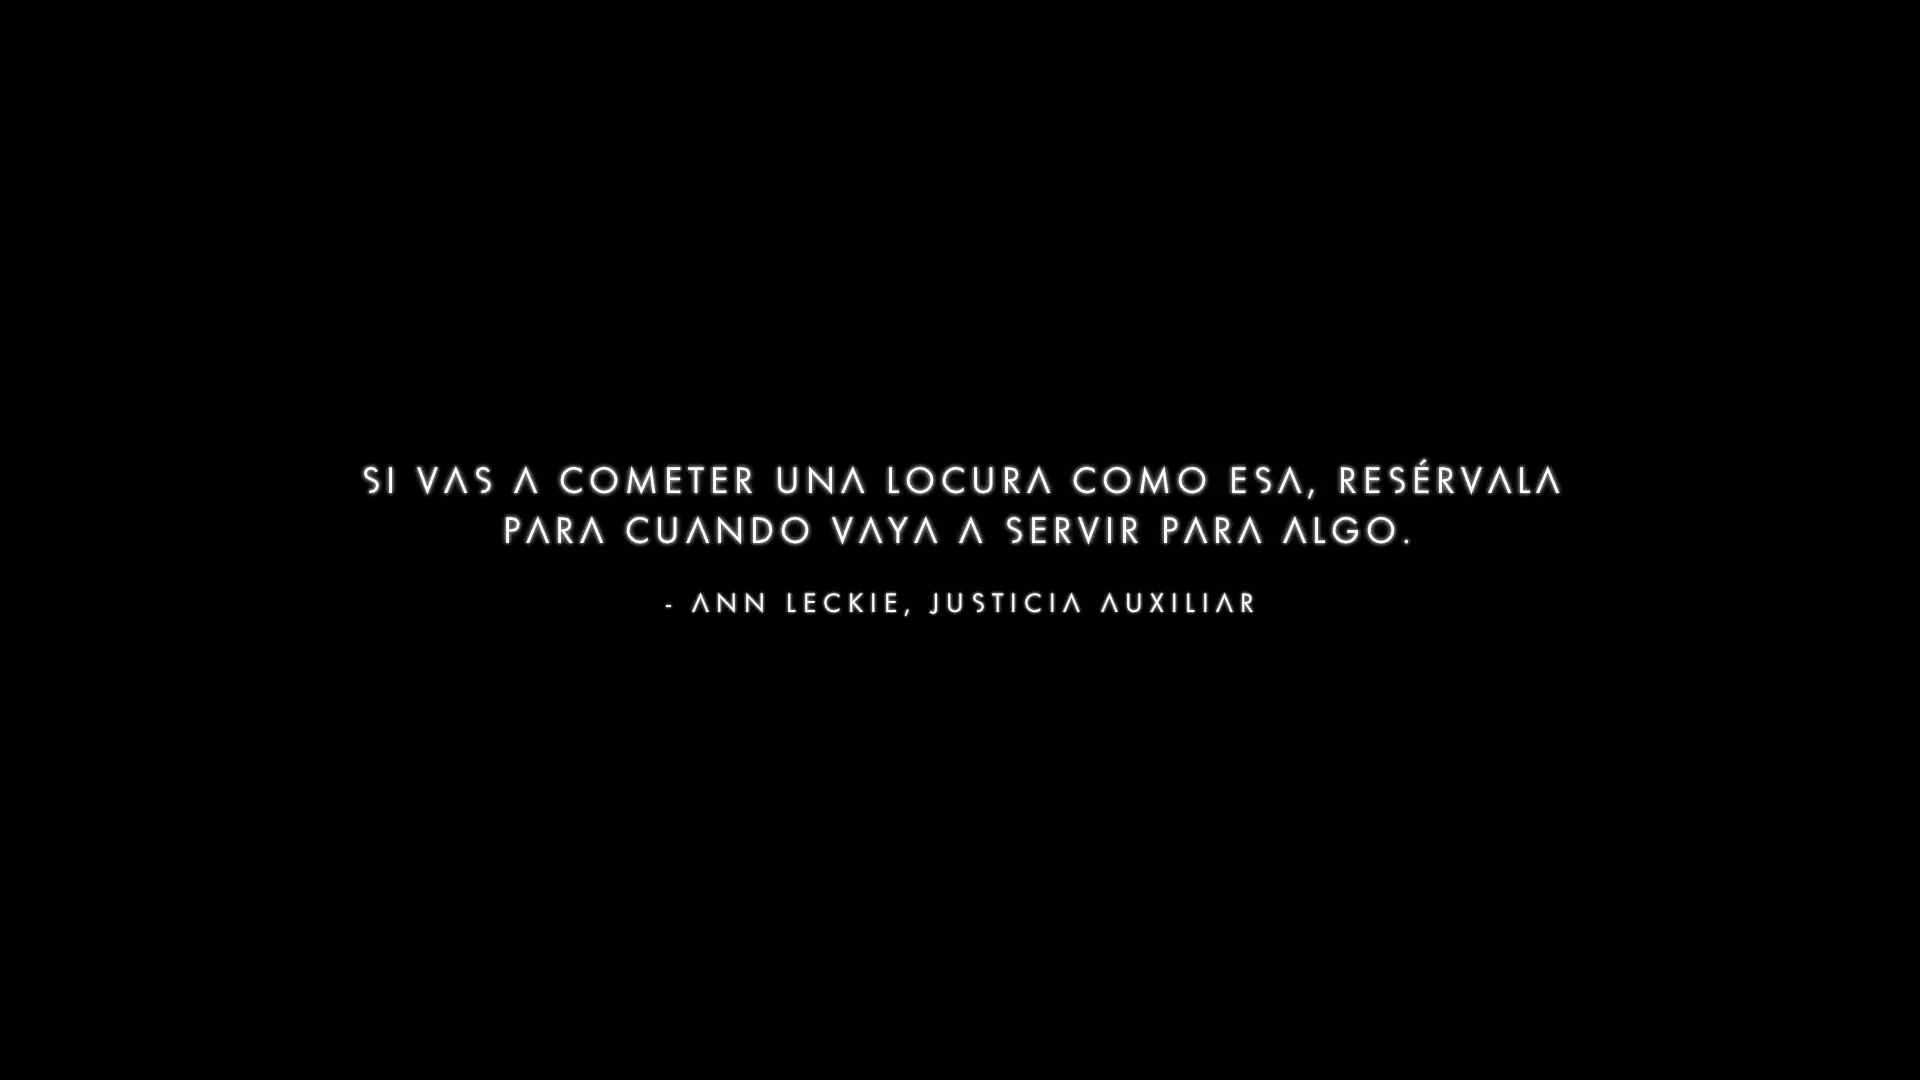 SI VAS A COMETER UNA LOCURA COMO ESA, RESÉRVALA
PARA CUANDO VAYA A SERVIR PARA ALGO.
- ANN LECKIE, JUSTICIA AUXILIAR